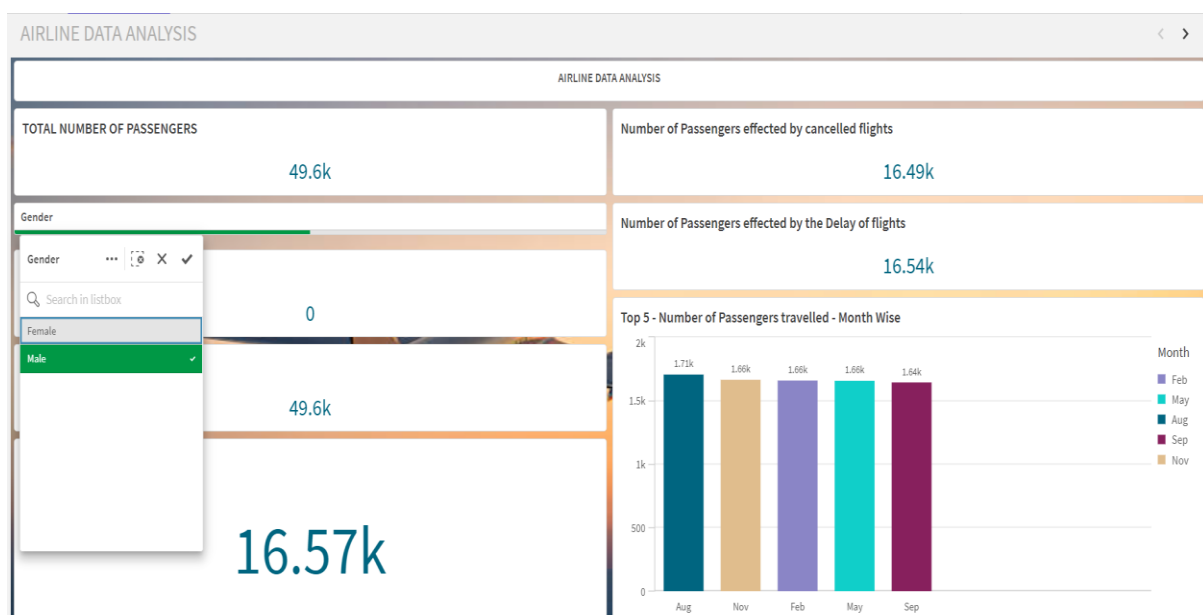 AIRLINE DATA ANALYSIS
AIRLINE DATA ANALYSIS
TOTAL NUMBER OF PASSENGERS
49.6k
Number of Passengers effected by cancelled flights
16.49k
Gender
Number of Passengers effected by the Delay of flights
16.54k
Gender
Search in listbox
Female
Male
0
49.6k
16.57k
Top 5 - Number of Passengers travelled - Month Wise
2k
1.5k
1k
500
0
1.71k
1.66k
1.66k
1.66k
1.64k
Aug
Nov
Feb
May
Sep
Month
Feb
May
Aug
Sep
Nov